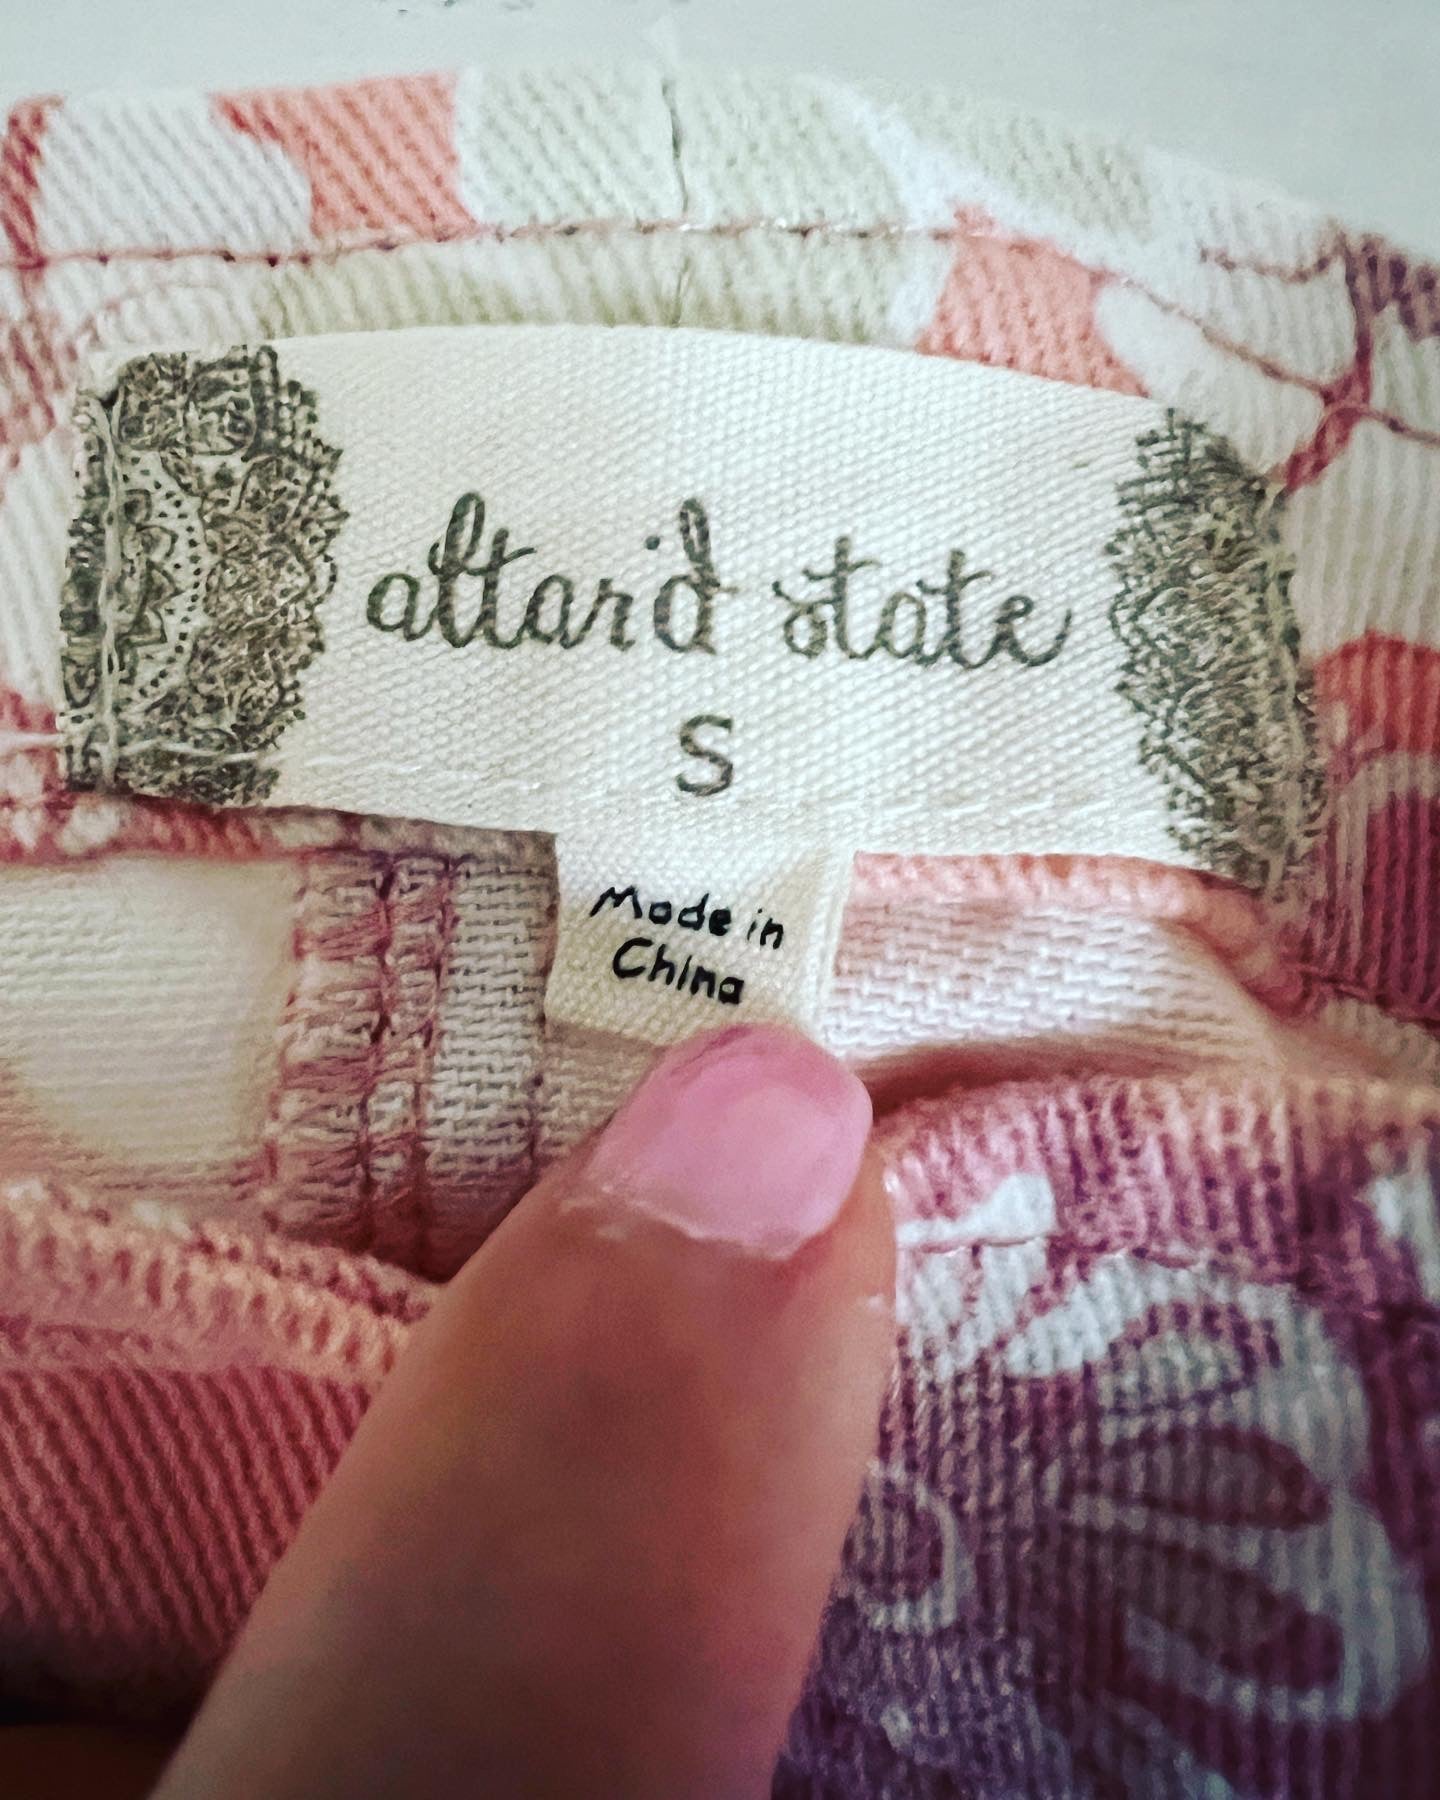 altar'd state
S
Made in
China